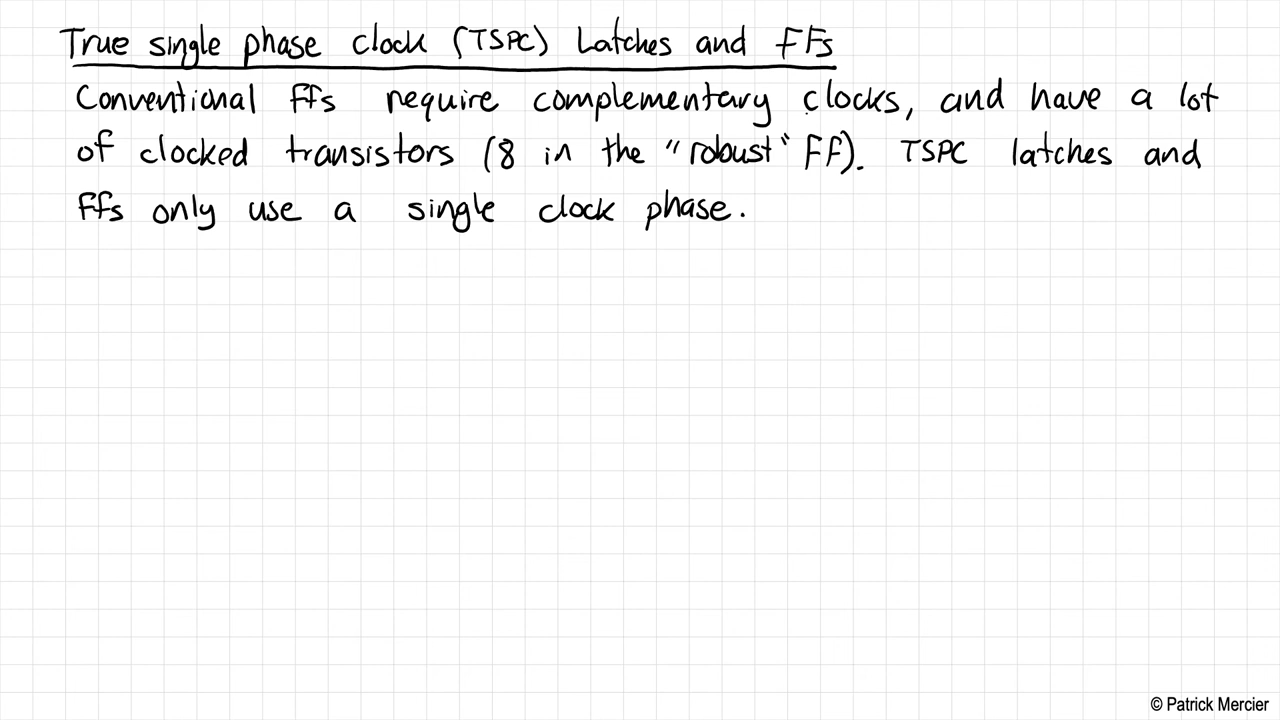 True single phase clock (TSPC) Latches and FFs
Conventional FFs require complementary clocks, and have a lot
of clocked transistors (8 in the "robust" FF). TSPC latches and
FFs only use a single clock phase.
© Patrick Mercier